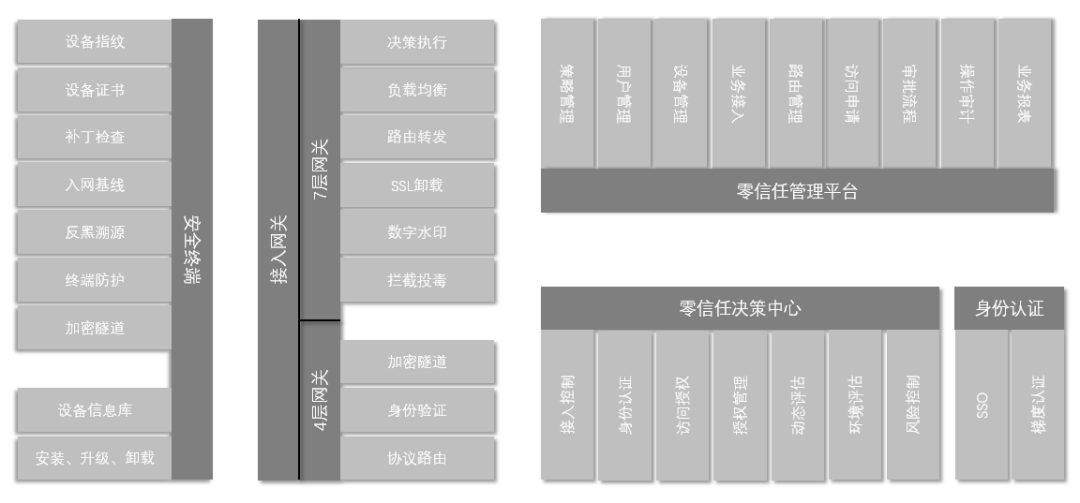 设备指纹
设备证书
补丁检查
入网基线
反黑溯源
终端防护
加密隧道
设备信息库
安装、升级、卸载
安全终端
接入网关
7层网关
决策执行
负载均衡
路由转发
SSL卸载
数字水印
拦截投毒
4层网关
加密隧道
身份验证
协议路由
策略管理
用户管理
设备管理
业务接入
路由管理
访问申请
审批流程
操作审计
业务报表
零信任管理平台
零信任决策中心
接入控制
身份认证
访问授权
授权管理
动态评估
环境评估
风险控制
身份认证
SSO
梯度认证